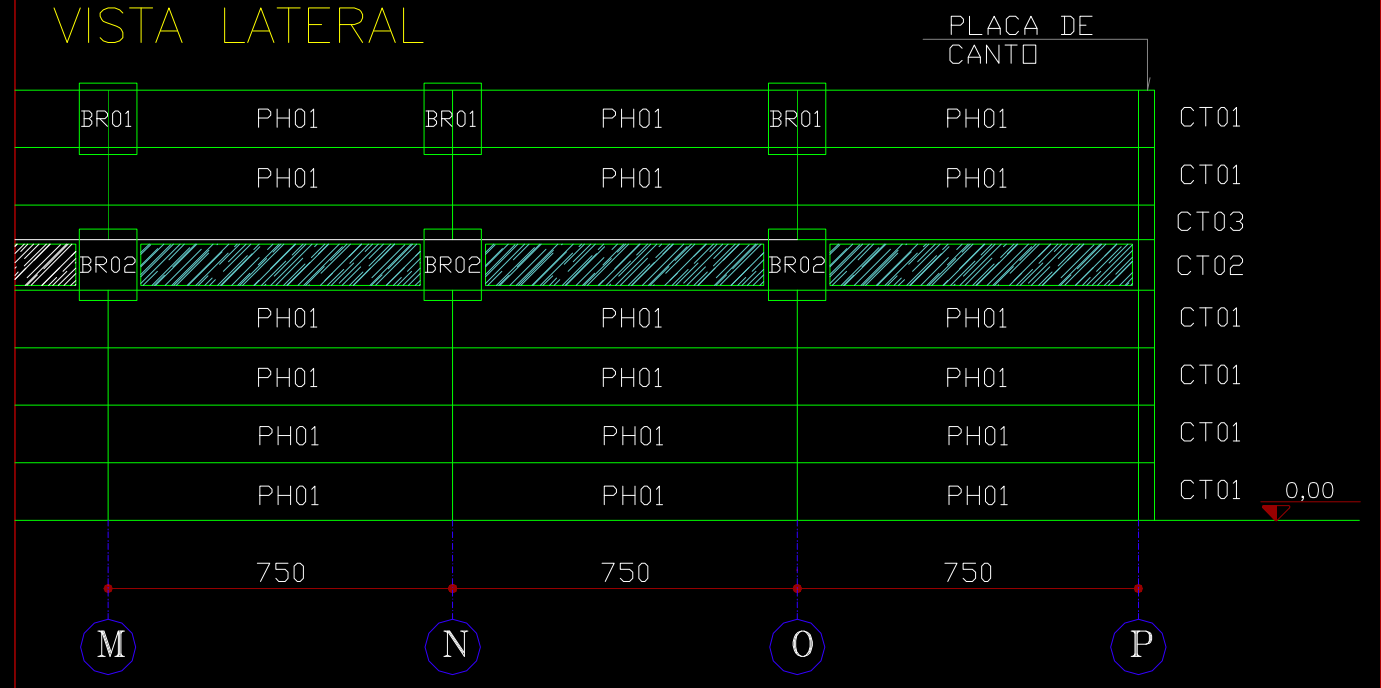 VISTA LATERAL
PLACA DE
CANTO
BR01 PH01 BR01 PH01 BR01 PH01 CT01
PH01 PH01 PH01 CT01
CT03
BR02 BR02 BR02 CT02
PH01 PH01 PH01 CT01
PH01 PH01 PH01 CT01
PH01 PH01 PH01 CT01
PH01 PH01 PH01 CT01 0,00
750 750 750
M N O P